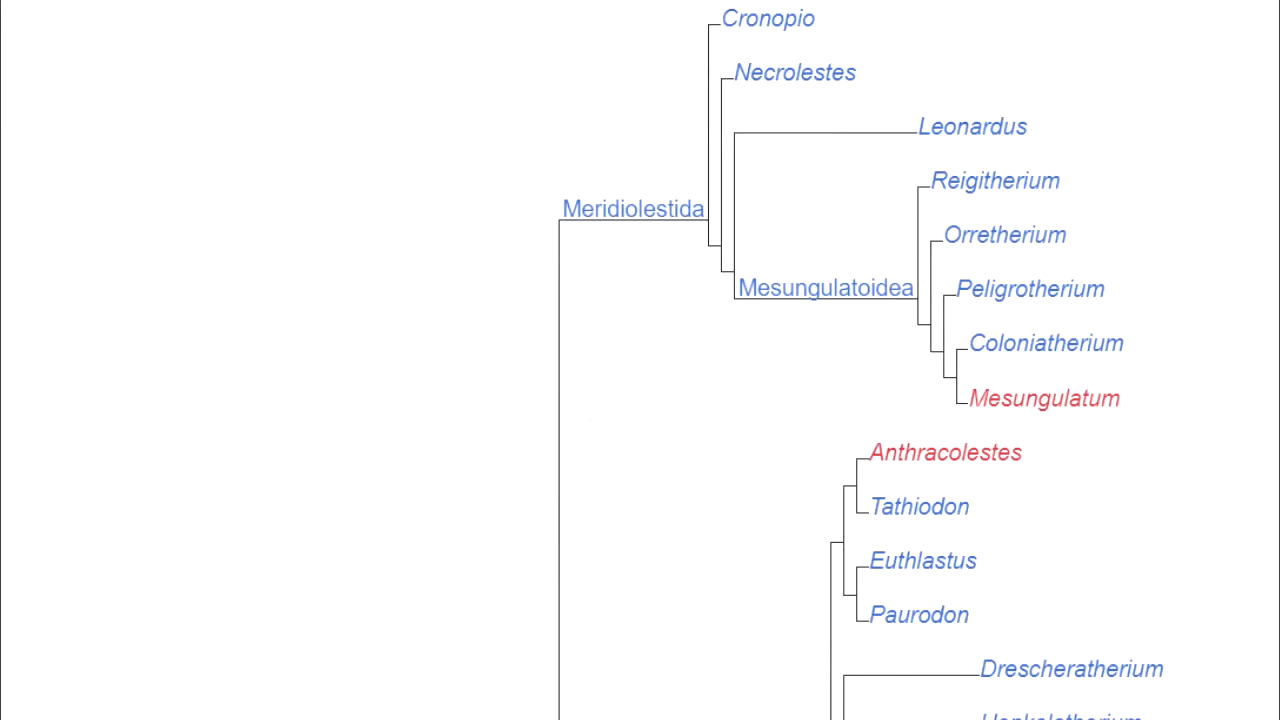 Cronopio
Necrolestes
Leonardus
Reigitherium
Meridiolestida
Orretherium
Mesungulatoidea
Peligrotherium
Coloniatherium
Mesungulatum
Anthracolestes
Tathiodon
Euthlastus
Paurodon
Drescheratherium